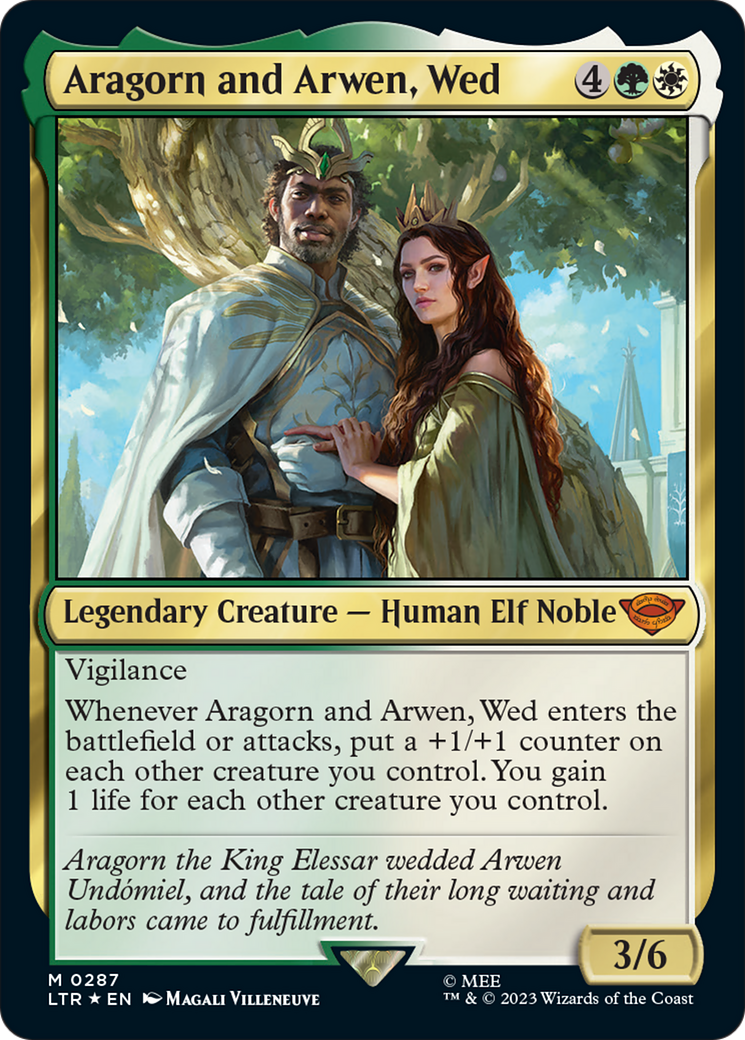 Aragorn and Arwen, Wed 4
Legendary Creature — Human Elf Noble
Vigilance
Whenever Aragorn and Arwen, Wed enters the
battlefield or attacks, put a +1/+1 counter on
each other creature you control. You gain
1 life for each other creature you control.
Aragorn the King Elessar wedded Arwen
Undómiel, and the tale of their long waiting and
labors came to fulfillment.
3/6
M 0287
LTR ★ EN Magali Villeneuve
© MEE
™ & © 2023 Wizards of the Coast